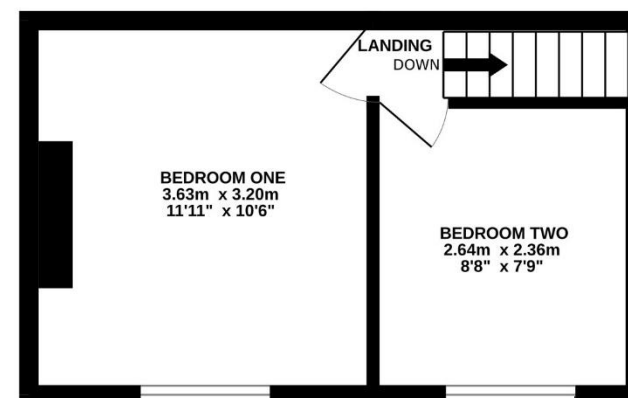 LANDING
DOWN
BEDROOM ONE
3.63m x 3.20m
11'11" x 10'6"
BEDROOM TWO
2.64m x 2.36m
8'8" x 7'9"